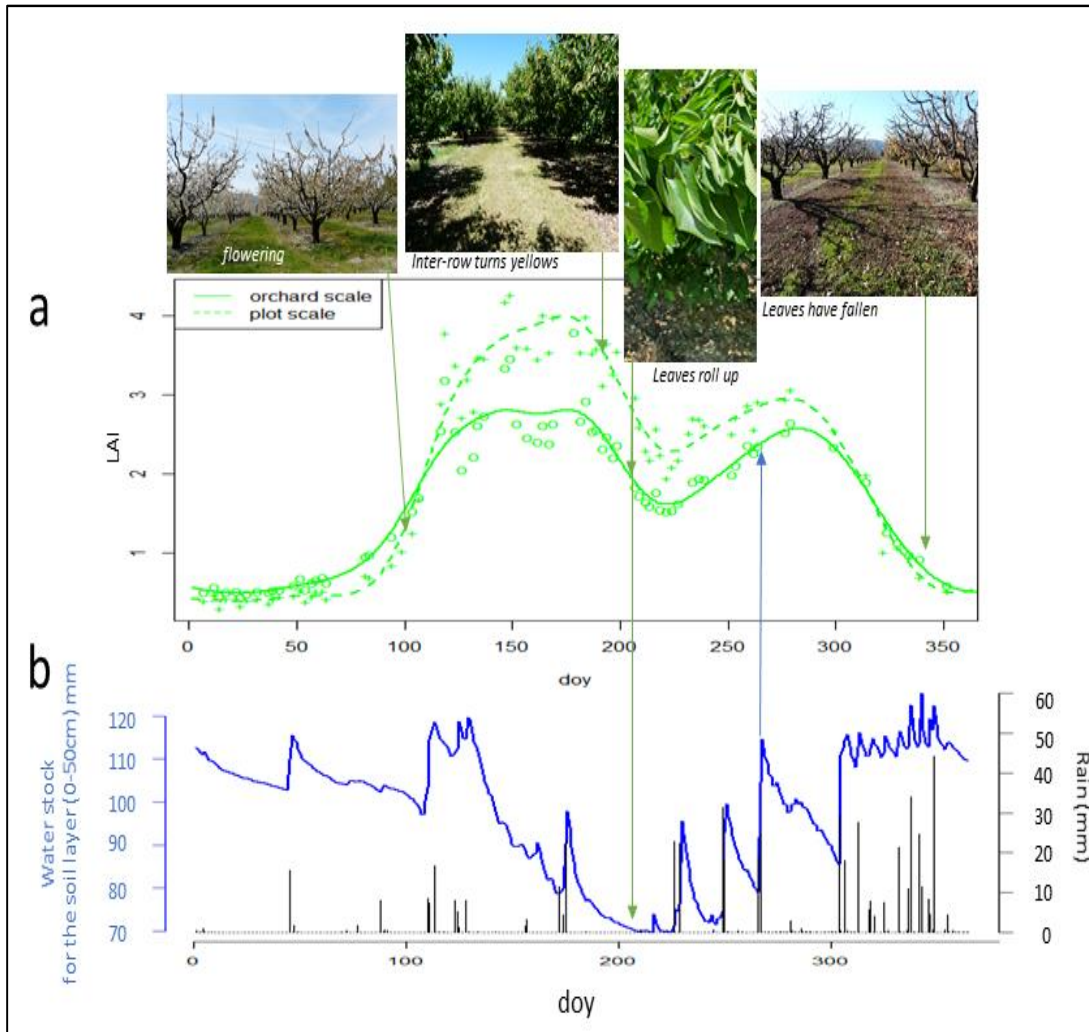 flowering
Inter-row turns yellows
Leaves roll up
Leaves have fallen
a
orchard scale
plot scale
LAI
4
3
2
1
0 50 100 150 200 250 300 350
doy
b
Water stock
for the soil layer(0-50cm)mm
120
110
100
90
80
70
60
50
40
30
20
10
0
Rain(mm)
0 100 200 300
doy